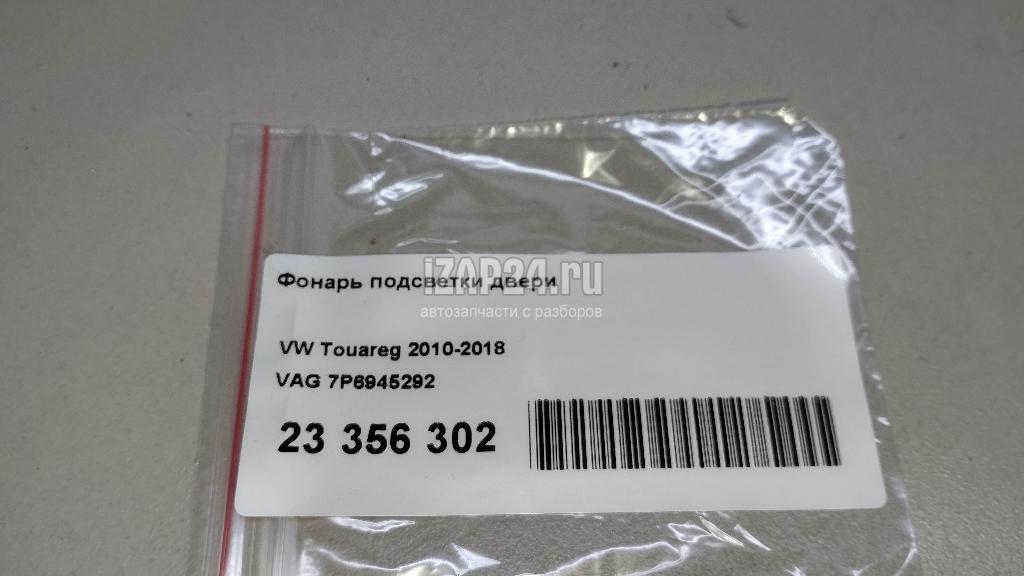 Фонарь подсветки двери
iZAP24.ru
автозапчасти с разборов
VW Touareg 2010-2018
VAG 7P6945292
23 356 302